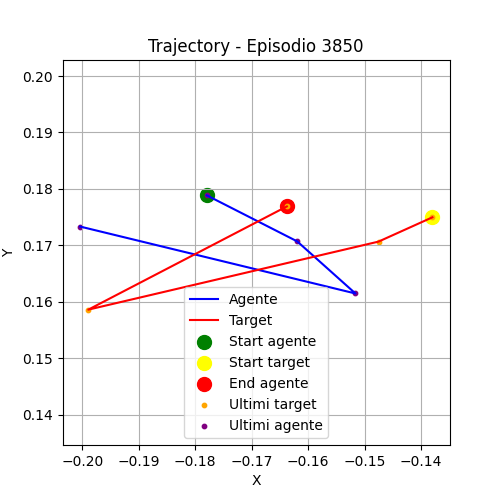 Trajectory - Episodio 3850
Y
0.20
0.19
0.18
0.17
0.16
0.15
0.14
Agente
Target
Start agente
Start target
End agente
Ultimi target
Ultimi agente
−0.20 −0.19 −0.18 −0.17 −0.16 −0.15 −0.14
X